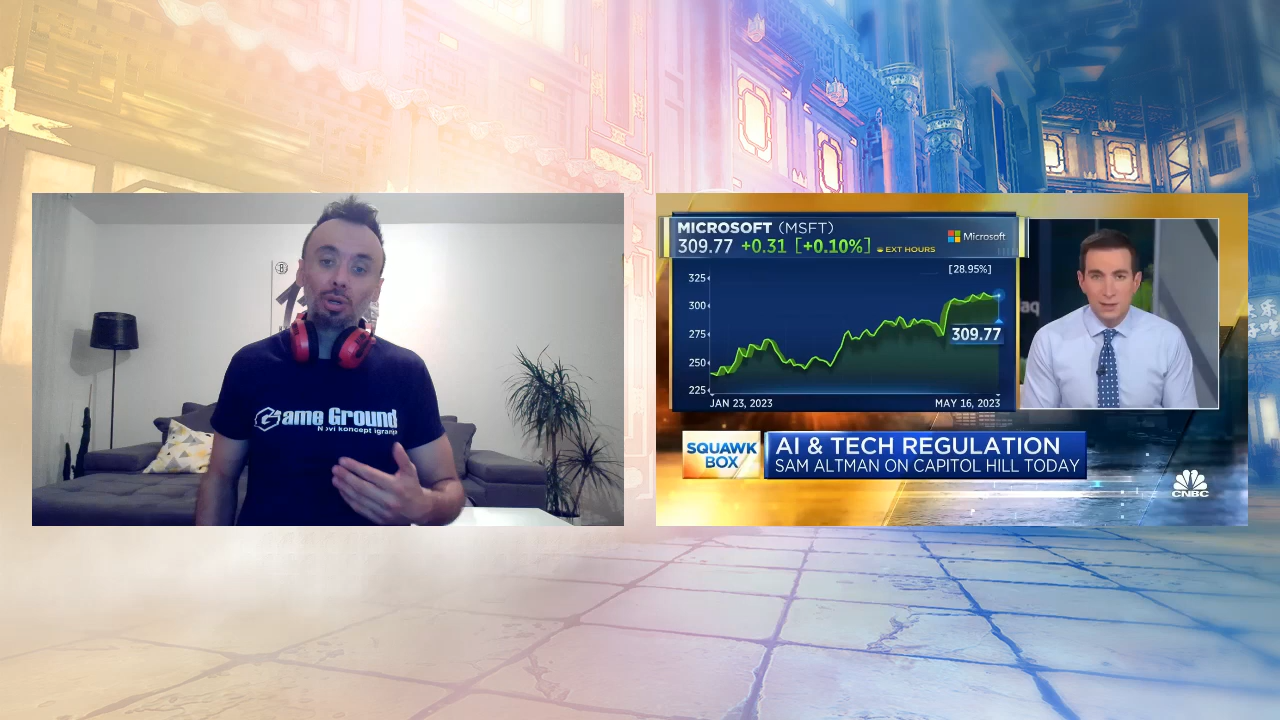 ®
Game Ground
Novi koncept igranja
MICROSOFT (MSFT)
309.77 +0.31 [+0.10%] EXT HOURS
Microsoft
[28.95%]
325
300
275
250
225
309.77
JAN 23, 2023 MAY 16, 2023
SQUAWK
BOX
AI & TECH REGULATION
SAM ALTMAN ON CAPITOL HILL TODAY
CNBC